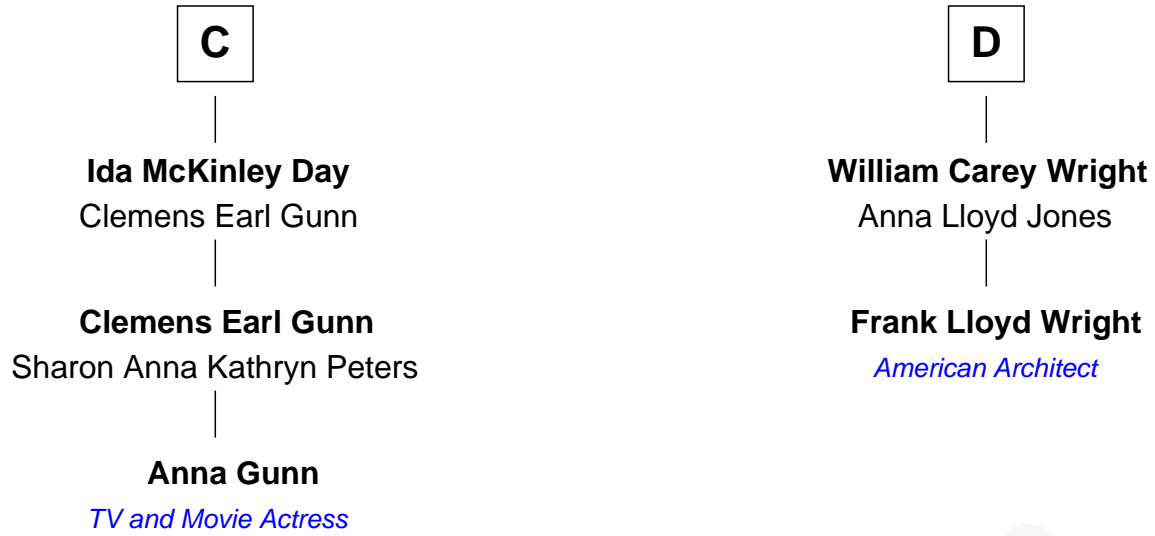 C
Ida McKinley Day
Clemens Earl Gunn
Clemens Earl Gunn
Sharon Anna Kathryn Peters
Anna Gunn
TV and Movie Actress
D
William Carey Wright
Anna Lloyd Jones
Frank Lloyd Wright
American Architect